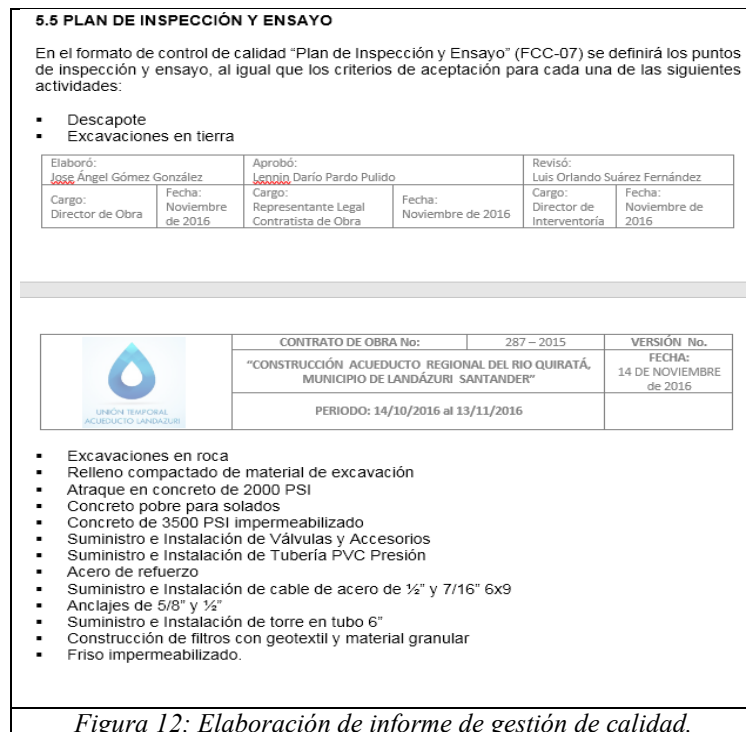 5.5 PLAN DE INSPECCIÓN Y ENSAYO
En el formato de control de calidad “Plan de Inspección y Ensayo” (FCC-07) se definirá los puntos
de inspección y ensayo, al igual que los criterios de aceptación para cada una de las siguientes
actividades:
▪ Descapote
▪ Excavaciones en tierra
Elaboró:
Jose Ángel Gómez González
Aprobó:
Lennin Darío Pardo Pulido
Revisó:
Luis Orlando Suárez Fernández
Cargo:
Director de Obra
Fecha:
Noviembre
de 2016
Cargo:
Representante Legal
Contratista de Obra
Fecha:
Noviembre de 2016
Cargo:
Director de
Interventoría
Fecha:
Noviembre de
2016
UNIÓN TEMPORAL
ACUEDUCTO LANDAZURI
CONTRATO DE OBRA No:
287 – 2015
VERSIÓN No.
“CONSTRUCCIÓN ACUEDUCTO REGIONAL DEL RIO QUIRATÁ,
MUNICIPIO DE LANDÁZURI SANTANDER”
FECHA:
14 DE NOVIEMBRE
de 2016
PERIODO: 14/10/2016 al 13/11/2016
▪ Excavaciones en roca
▪ Relleno compactado de material de excavación
▪ Atraque en concreto de 2000 PSI
▪ Concreto pobre para solados
▪ Concreto de 3500 PSI impermeabilizado
▪ Suministro e Instalación de Válvulas y Accesorios
▪ Suministro e Instalación de Tubería PVC Presión
▪ Acero de refuerzo
▪ Suministro e Instalación de cable de acero de ½” y 7/16” 6x9
▪ Anclajes de 5/8” y ½”
▪ Suministro e Instalación de torre en tubo 6”
▪ Construcción de filtros con geotextil y material granular
▪ Friso impermeabilizado.
Figura 12: Elaboración de informe de gestión de calidad.